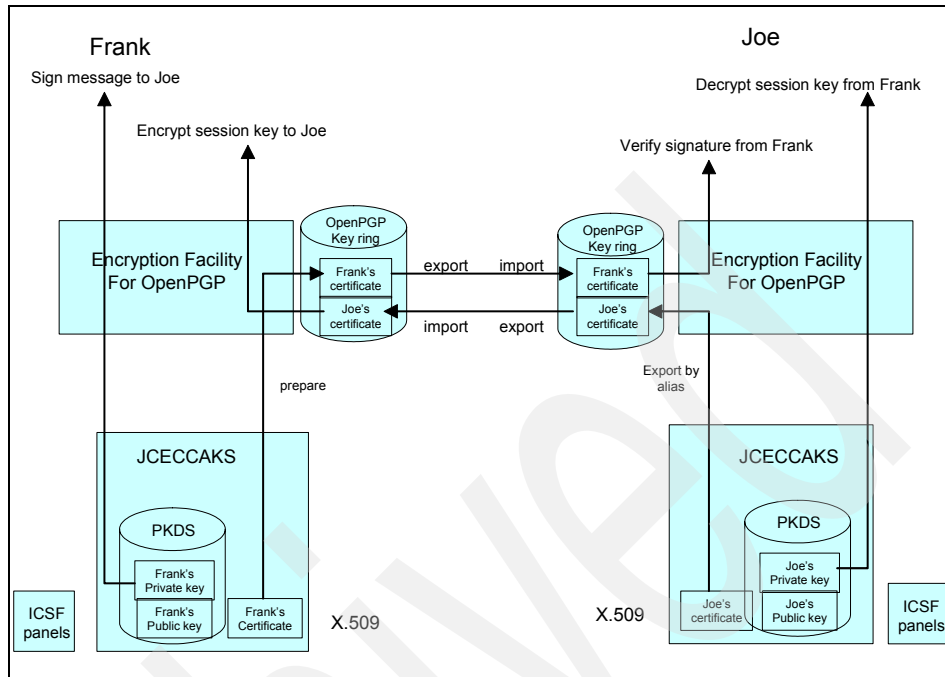 Frank
Joe
Sign message to Joe
Decrypt session key from Frank
Encrypt session key to Joe
Verify signature from Frank
Encryption Facility
For OpenPGP
OpenPGP
Key ring
Frank's
certificate
Joe's
certificate
export
import
import
export
OpenPGP
Key ring
Frank's
certificate
Joe's
certificate
Encryption Facility
For OpenPGP
prepare
Export by
alias
JCECCAKS
PKDS
Frank's
Private key
Frank's
Public key
Frank's
Certificate
ICSF
panels
X.509
X.509
JCECCAKS
PKDS
Joe's
Private key
Joe's
Public key
Joe's
certificate
ICSF
panels